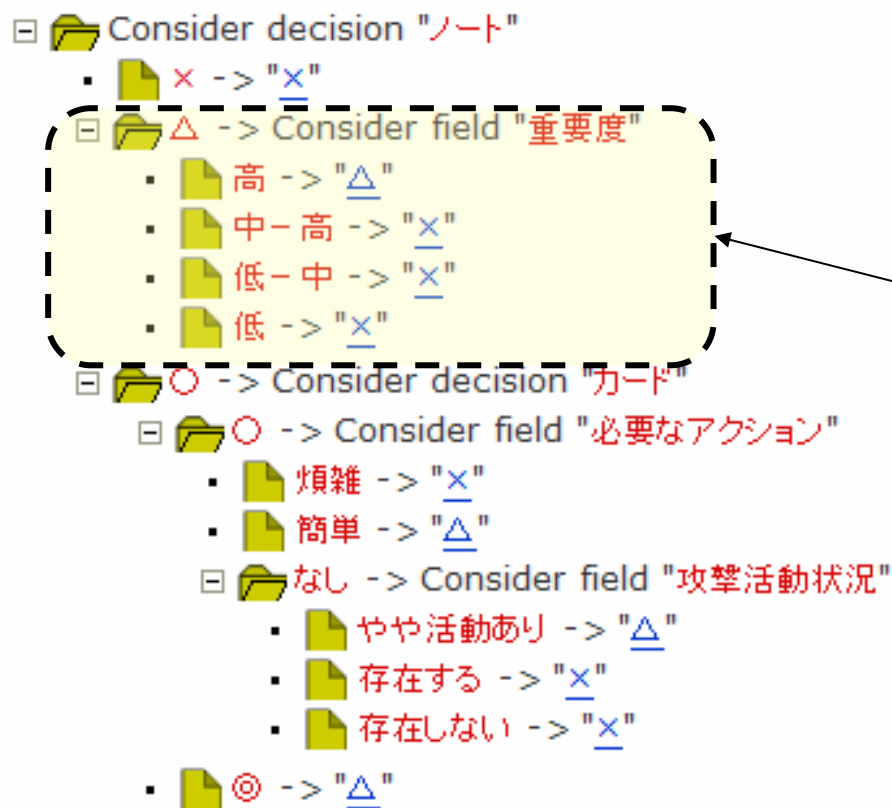 Consider decision "ノート"
× -> "×"
△ -> Consider field "重要度"
高 -> "△"
中－高 -> "×"
低－中 -> "×"
低 -> "×"
○ -> Consider decision "カード"
○ -> Consider field "必要なアクション"
煩雑 -> "×"
簡単 -> "△"
なし -> Consider field "攻撃活動状況"
やや活動あり -> "△"
存在する -> "×"
存在しない -> "×"
◎ -> "△"